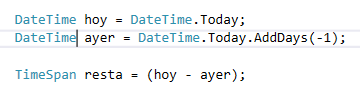 DateTime hoy = DateTime.Today;
DateTime ayer = DateTime.Today.AddDays(-1);
TimeSpan resta = (hoy - ayer);